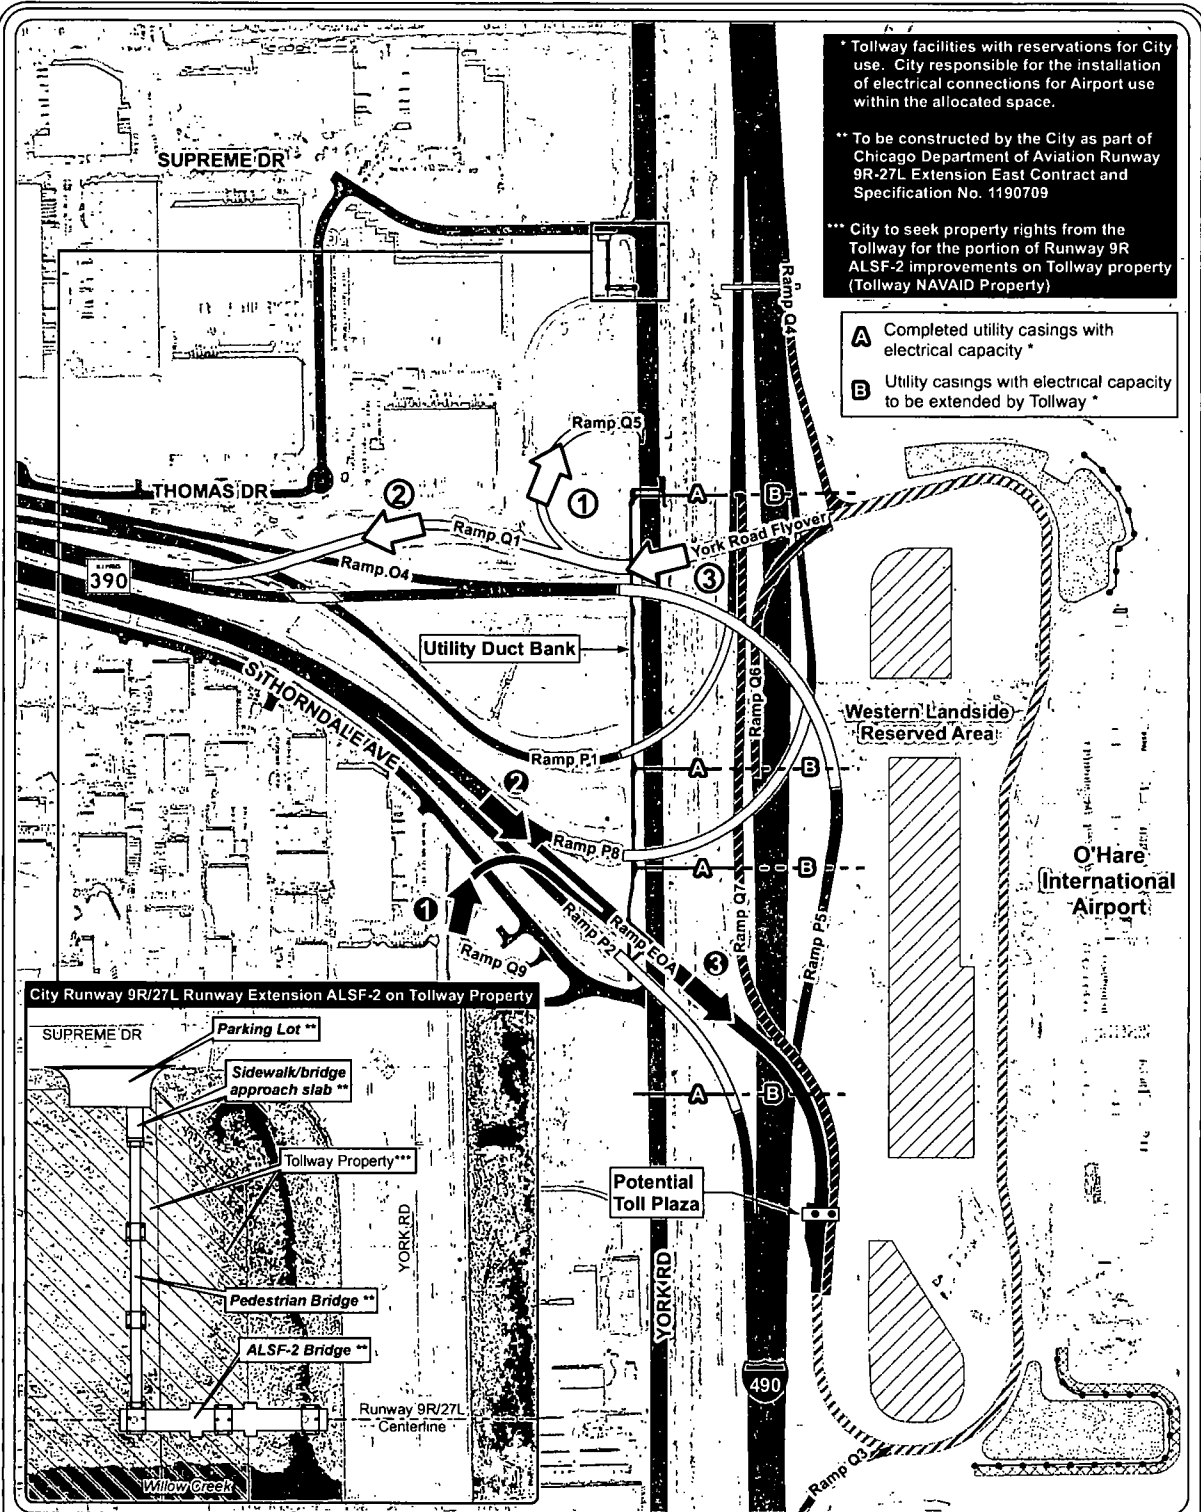 * Tollway facilities with reservations for City
use. City responsible for the installation
of electrical connections for Airport use
within the allocated space.
** To be constructed by the City as part of
Chicago Department of Aviation Runway
9R-27L Extension East Contract and
Specification No. 1190709
*** City to seek property rights from the
Tollway for the portion of Runway 9R
ALSF-2 improvements on Tollway property
(Tollway NAVAID Property)
A Completed utility casings with
electrical capacity *
B Utility casings with electrical capacity
to be extended by Tollway *
SUPREME DR
Ramp Q4
Ramp Q5
THOMAS DR
2
1
A
B
Ramp Q1
York Road Flyover
390
Ramp O4
3
Utility Duct Bank
S THORNDALE AVE
Ramp Q6
Western Landside
Reserved Area
Ramp P1
A
B
2
Ramp P8
A
B
O'Hare
International
Airport
1
Ramp Q7
Ramp P5
Ramp P2
Ramp EOA
Ramp Q9
3
A
B
Potential
Toll Plaza
YORK RD
490
Ramp Q3
City Runway 9R/27L Runway Extension ALSF-2 on Tollway Property
SUPREME DR
Parking Lot **
Sidewalk/bridge
approach slab **
Tollway Property***
YORK RD
Pedestrian Bridge **
ALSF-2 Bridge **
Runway 9R/27L
Centerline
Willow Creek